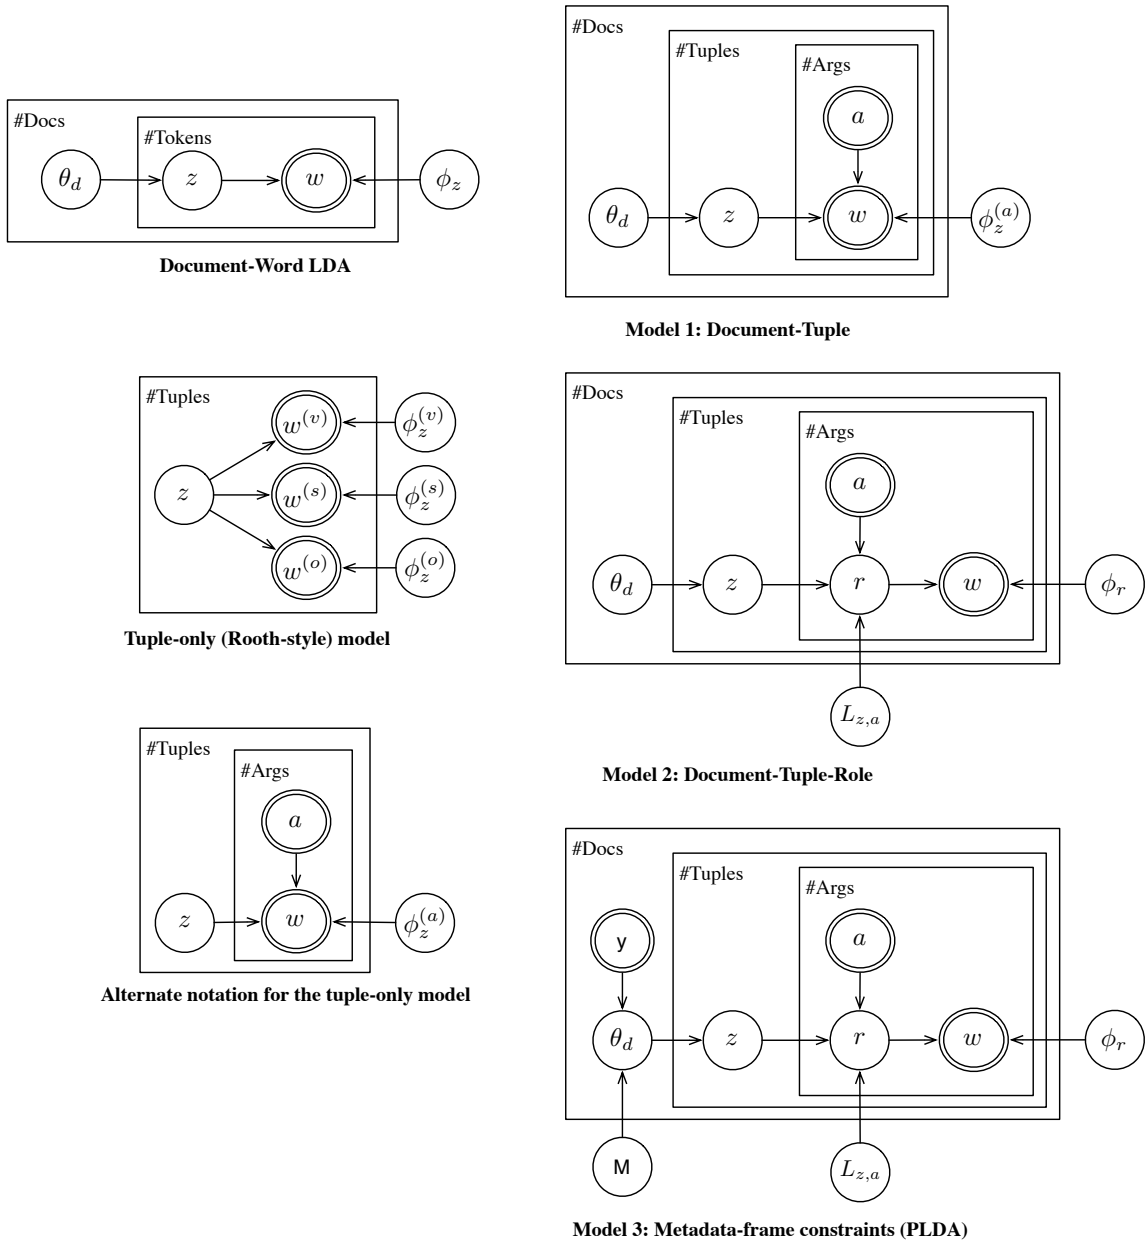 #Docs
#Tokens
θ_d
z
w
ϕ_z
Document-Word LDA
#Tuples
w^(v)
ϕ_z^(v)
z
w^(s)
ϕ_z^(s)
w^(o)
ϕ_z^(o)
Tuple-only (Rooth-style) model
#Tuples
#Args
a
z
w
ϕ_z^(a)
Alternate notation for the tuple-only model
#Docs
#Tuples
#Args
a
θ_d
z
w
ϕ_z^(a)
Model 1: Document-Tuple
#Docs
#Tuples
#Args
a
θ_d
z
r
w
ϕ_r
L_z,a
Model 2: Document-Tuple-Role
#Docs
#Tuples
#Args
y
a
θ_d
z
r
w
ϕ_r
M
L_z,a
Model 3: Metadata-frame constraints (PLDA)